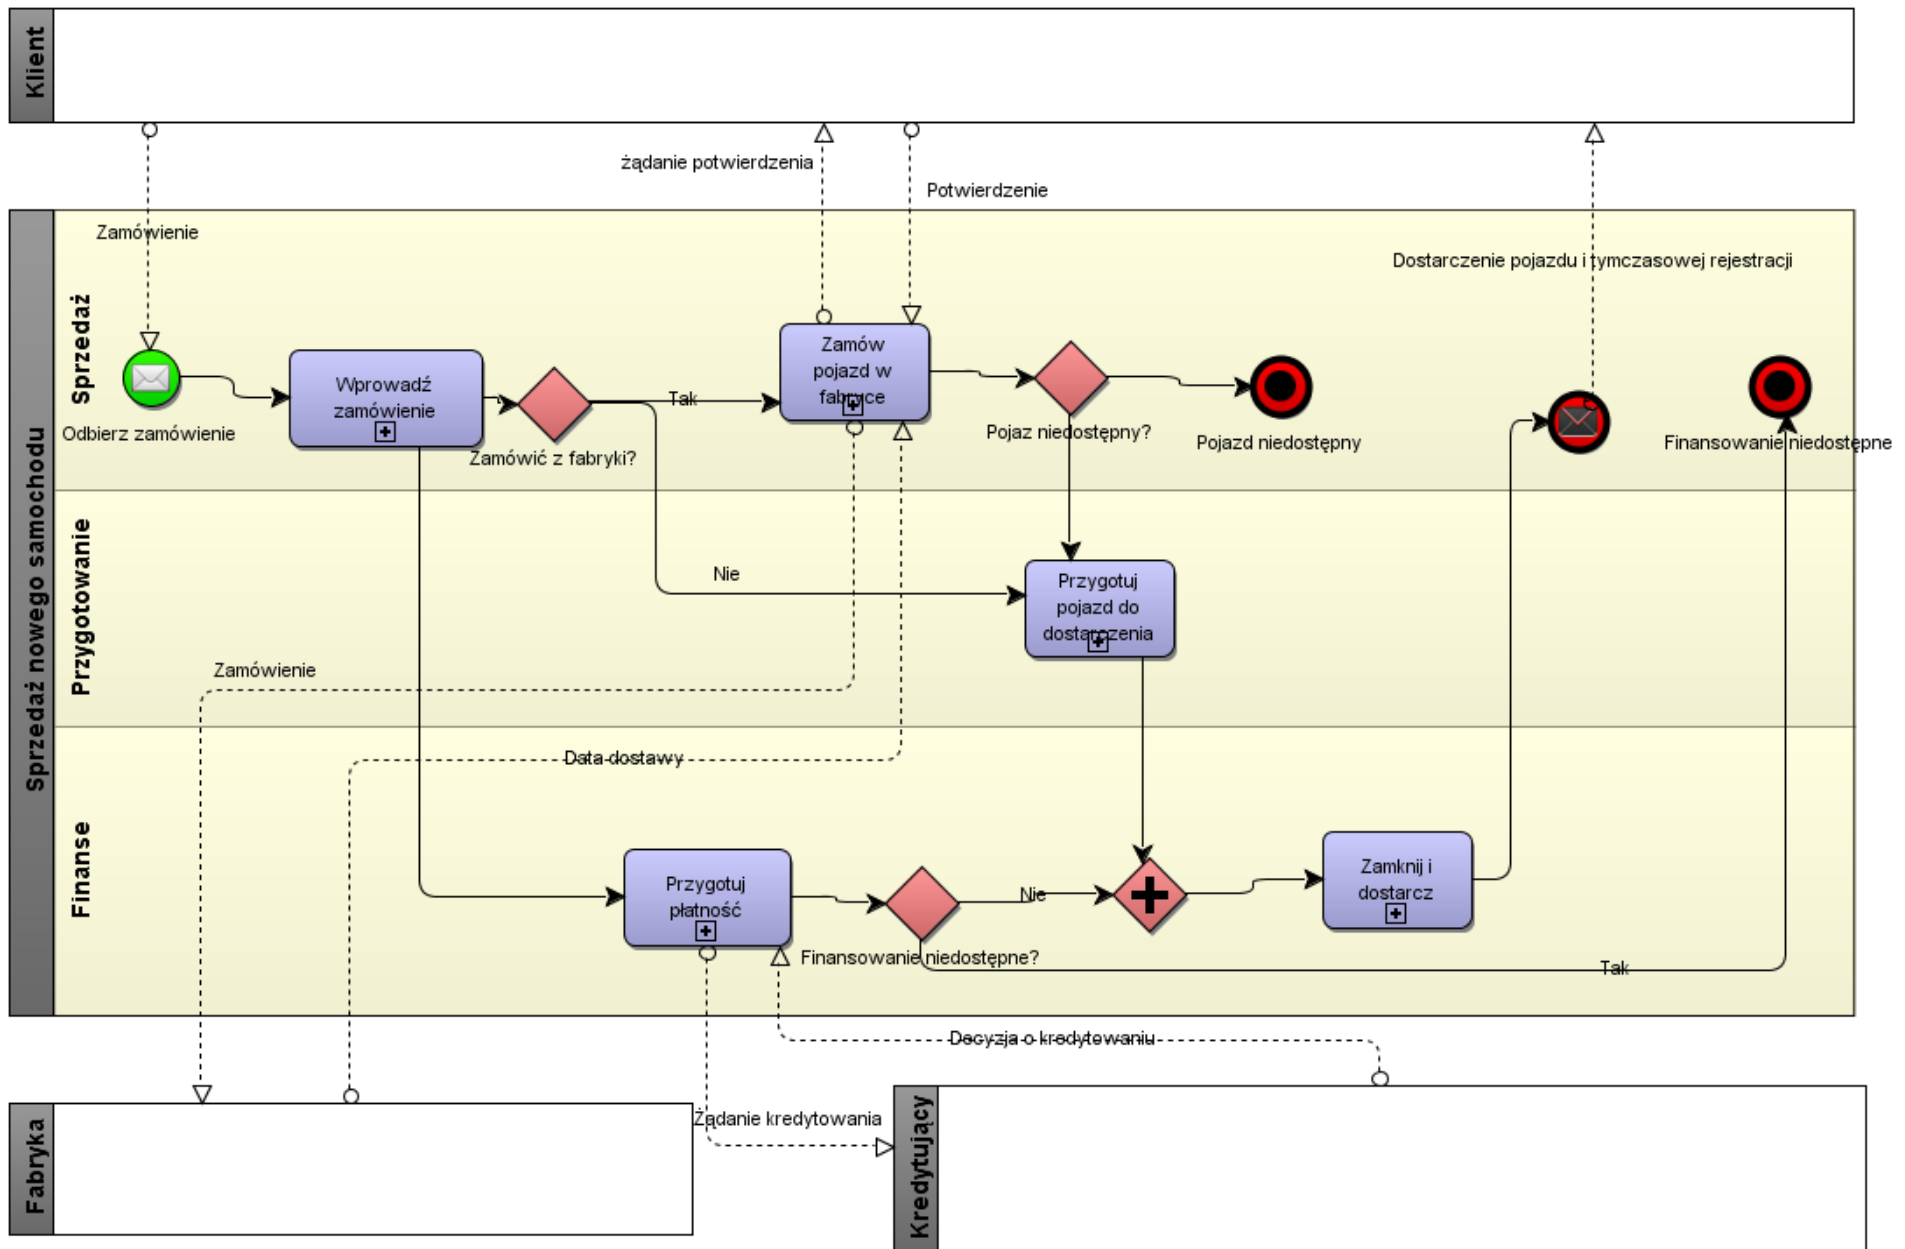 Klient
żądanie potwierdzenia
Potwierdzenie
Zamówienie
Dostarczenie pojazdu i tymczasowej rejestracji
Sprzedaż nowego samochodu
Sprzedaż
Odbierz zamówienie
Wprowadź
zamówienie
Zamówić z fabryki?
Tak
Zamów
pojazd w
fabryce
Pojaz niedostępny?
Pojazd niedostępny
Finansowanie niedostępne
Przygotowanie
Nie
Przygotuj
pojazd do
dostarczenia
Zamówienie
Data dostawy
Finanse
Przygotuj
płatność
Finansowanie niedostępne?
Nie
Zamknij i
dostarcz
Tak
Decyzja o kredytowaniu
Fabryka
Żądanie kredytowania
Kredytujący